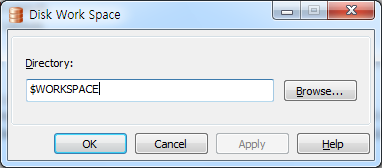 Disk Work Space
Directory:
$WORKSPACE
Browse...
OK
Cancel
Apply
Help